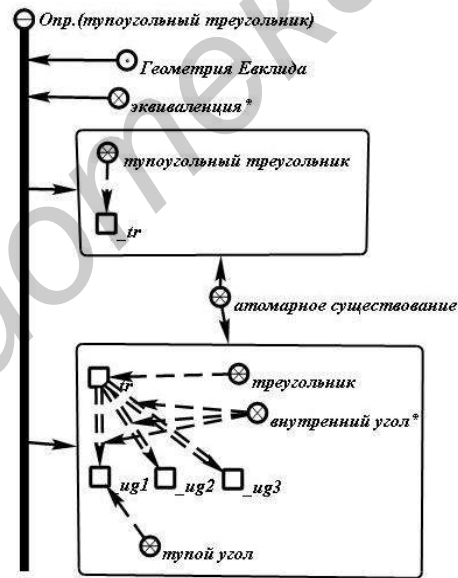 Опр.(тупоугольный треугольник)
Геометрия Евклида
эквиваленция*
тупоугольный треугольник
_tr
атомарное существование
_tr
треугольник
внутренний угол*
_ug1
_ug2
_ug3
тупой угол